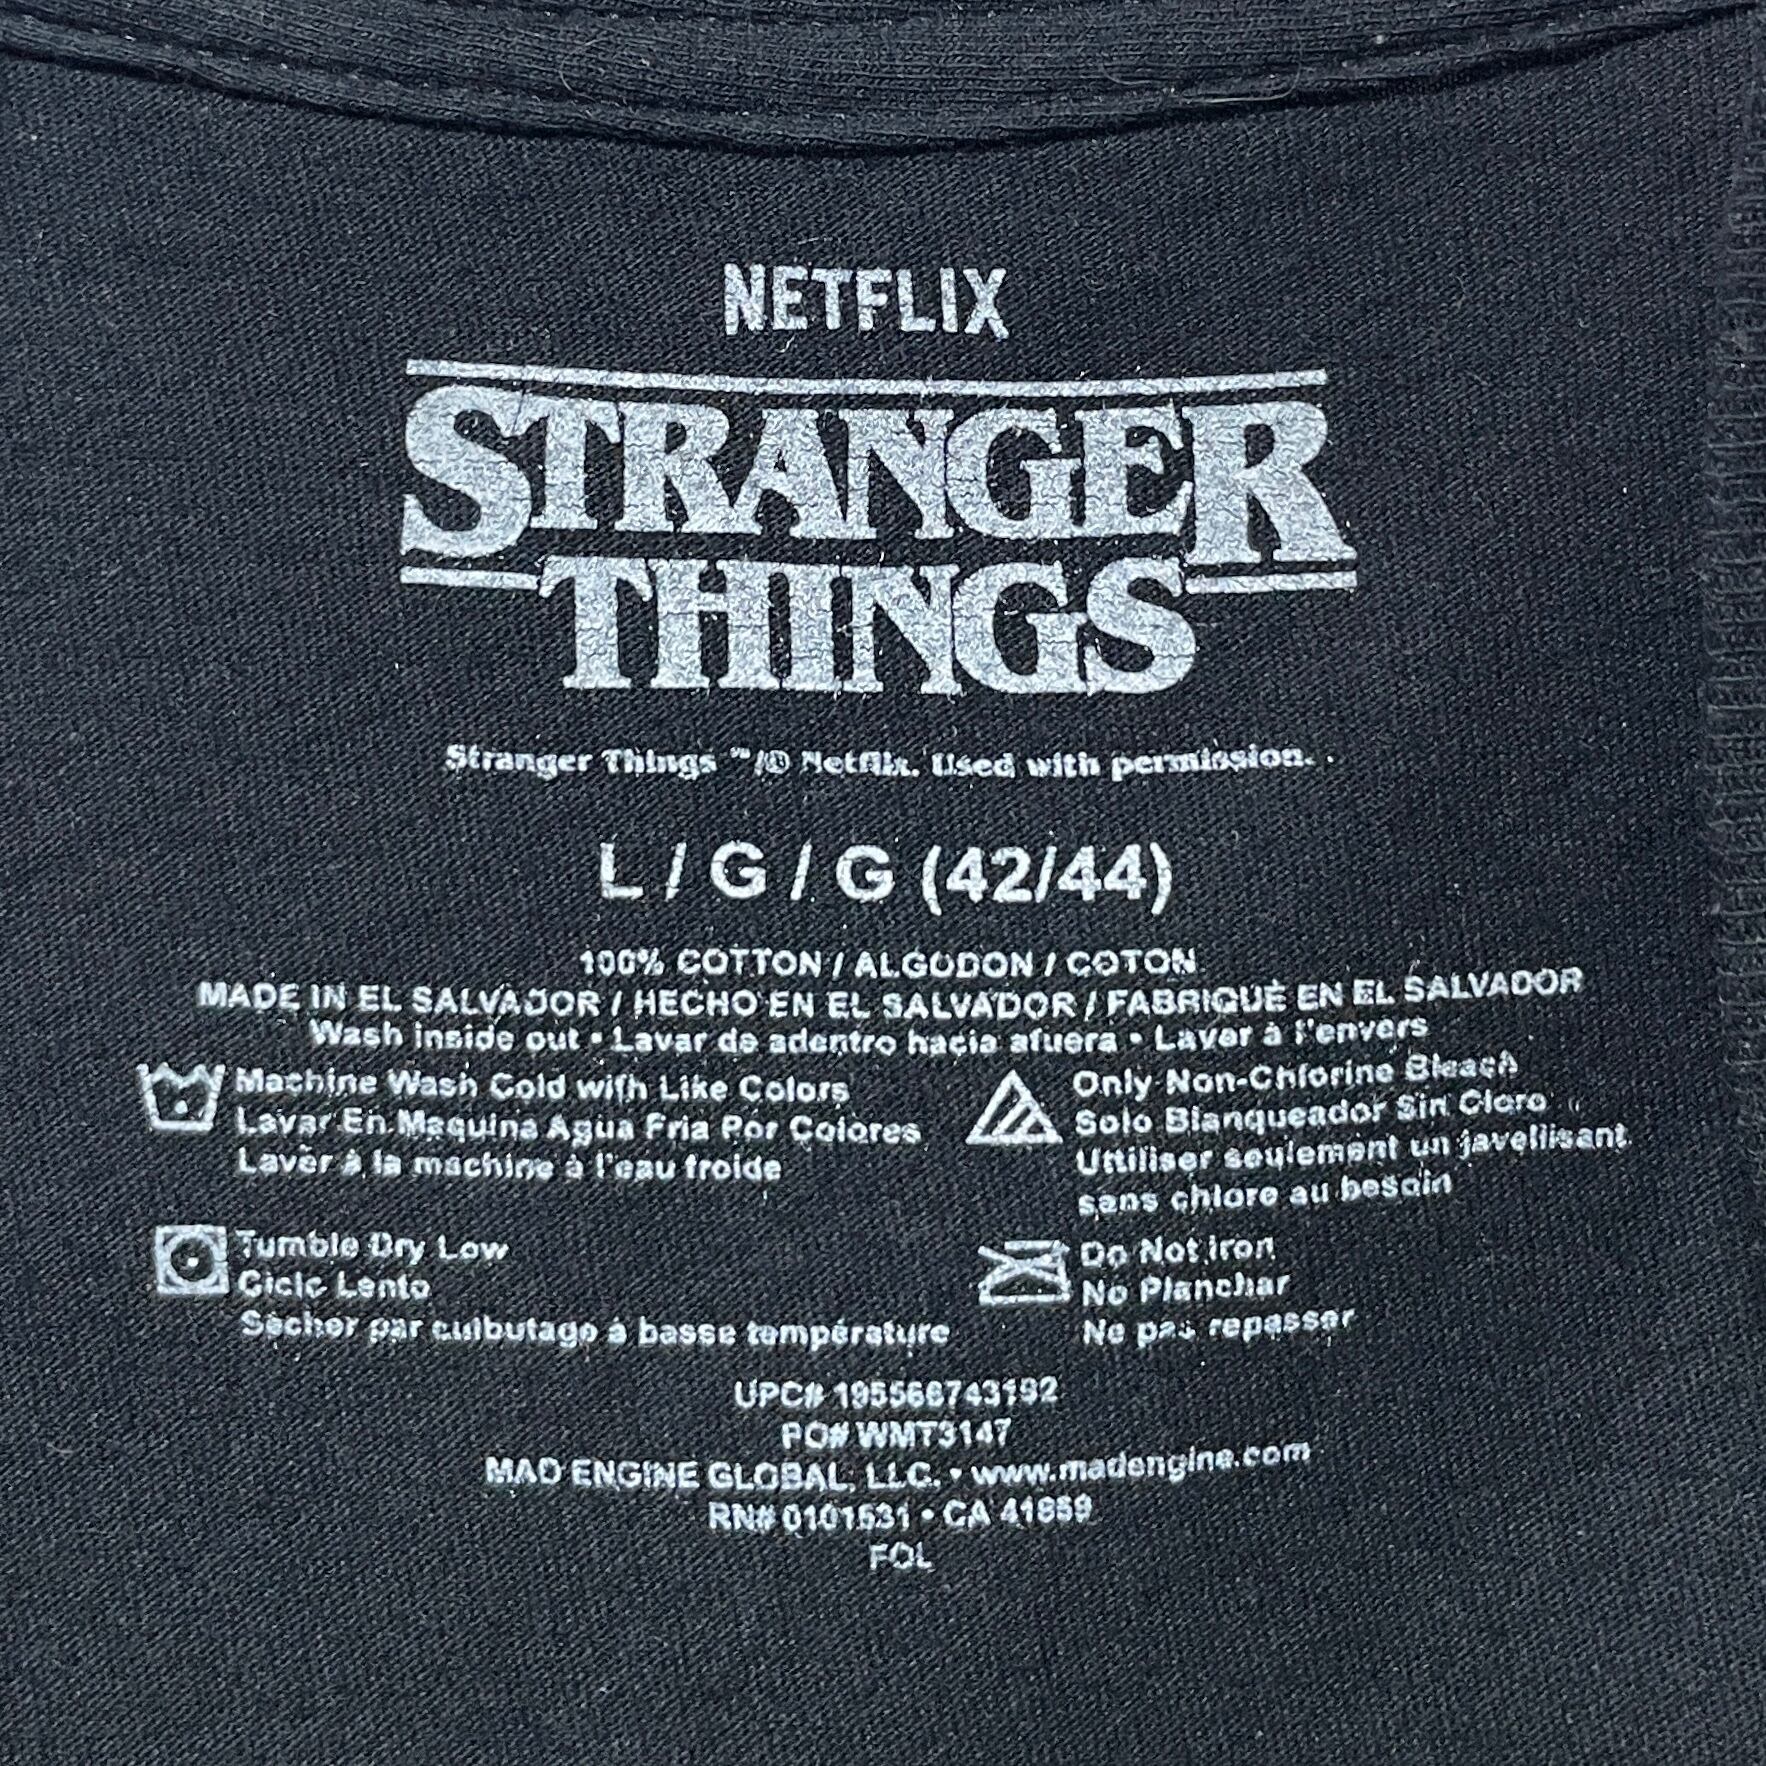 NETFLIX
STRANGER
THINGS
Stranger Things ™/© Netflix. Used with permission.
L / G / G (42/44)
100% COTTON / ALGODON / COTON
MADE IN EL SALVADOR / HECHO EN EL SALVADOR / FABRIQUÉ EN EL SALVADOR
Wash inside out • Lavar de adentro hacia afuera • Laver à l'envers
Machine Wash Cold with Like Colors
Lavar En Maquina Agua Fria Por Colores
Laver à la machine à l'eau froide
Only Non-Chlorine Bleach
Solo Blanqueador Sin Cloro
Uttiliser seulement un javellisant
sans chlore au besoin
Tumble Dry Low
Ciclo Lento
Sécher par culbutage à basse température
Do Not Iron
No Planchar
Ne pas repasser
UPC# 195566743192
PO# WMT3147
MAD ENGINE GLOBAL, LLC. • www.madengine.com
RN# 0101531 • CA 41859
FOL